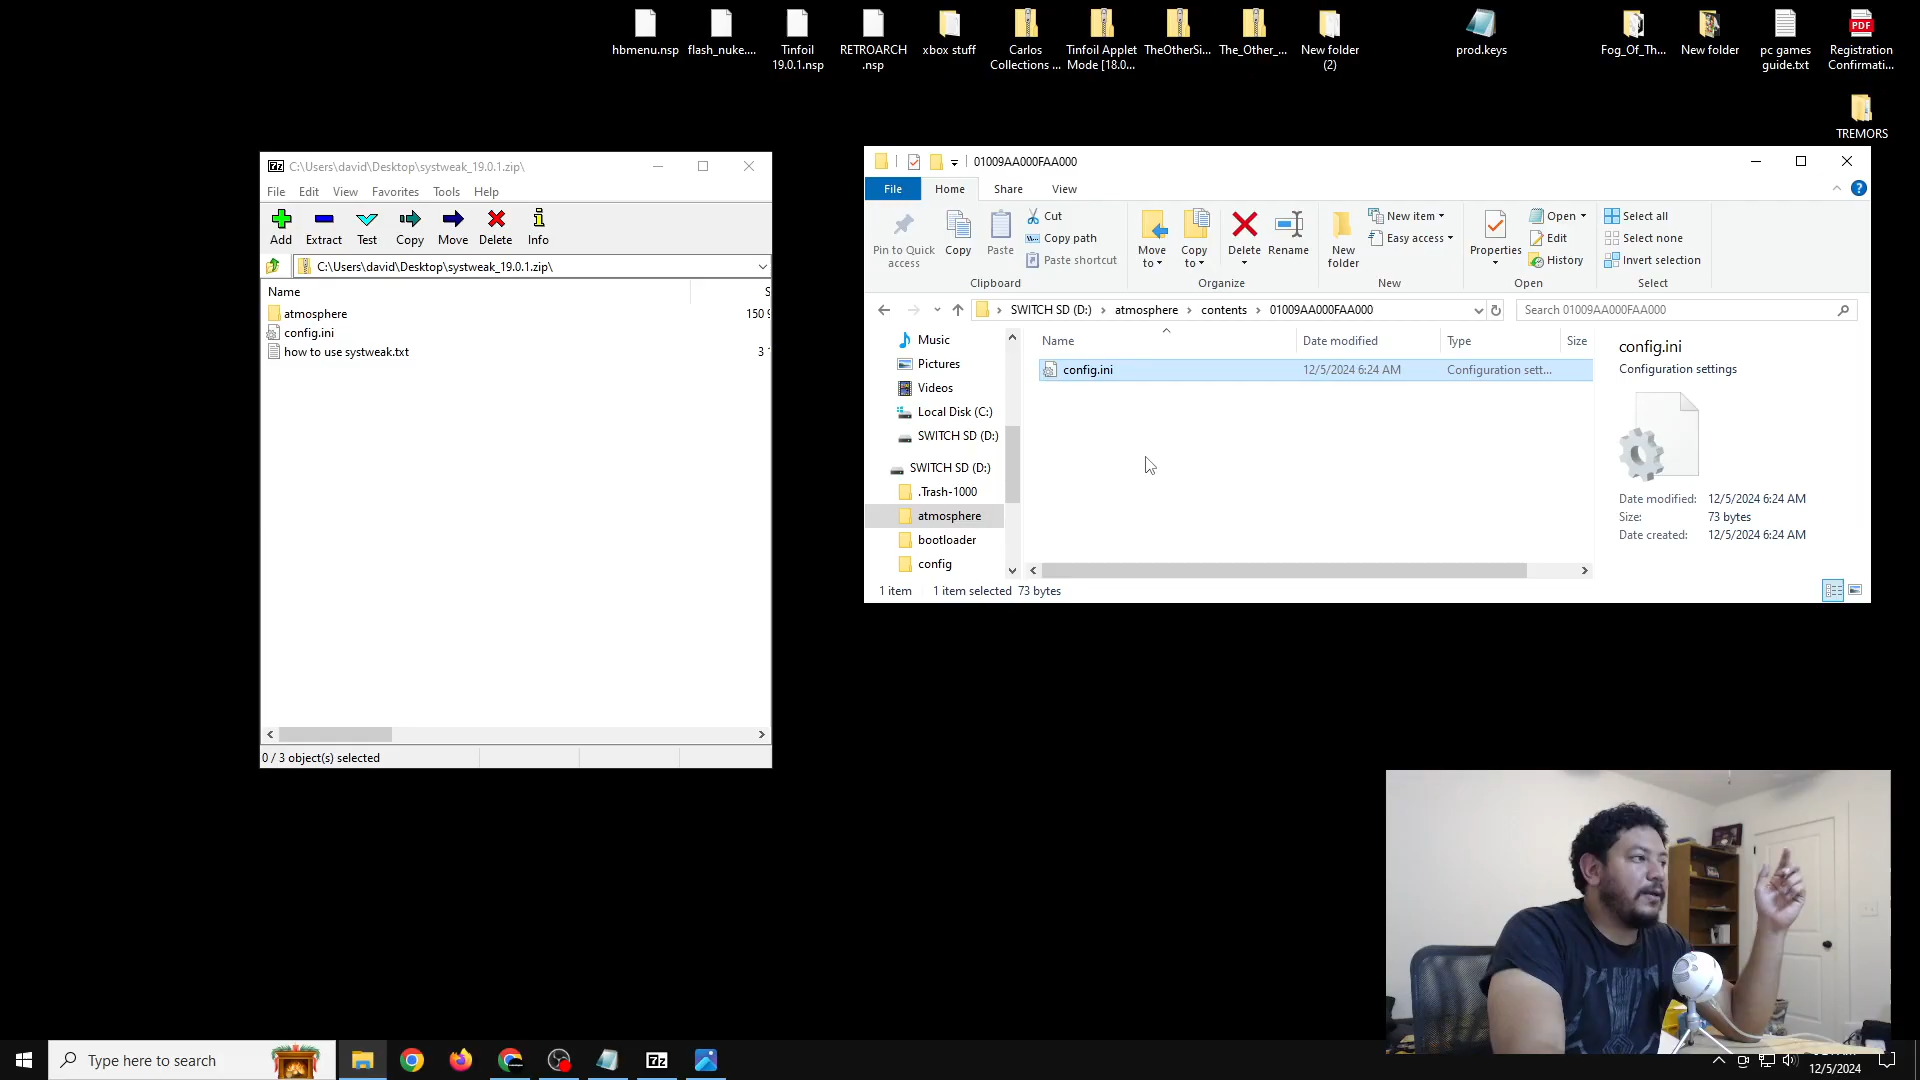 hbmenu.nsp
flash_nuke....
Tinfoil
19.0.1.nsp
RETROARCH
.nsp
xbox stuff
Carlos
Collections ...
Tinfoil Applet
Mode [18.0...
TheOtherSi...
The_Other_...
New folder
(2)
prod.keys
Fog_Of_Th...
New folder
pc games
guide.txt
PDF
Registration
Confirmati...
TREMORS
7z C:\Users\david\Desktop\systweak_19.0.1.zip\
File Edit View Favorites Tools Help
Add Extract Test Copy Move Delete Info
C:\Users\david\Desktop\systweak_19.0.1.zip\
Name S
atmosphere 150 9
config.ini
how to use systweak.txt 3 1
0 / 3 object(s) selected
01009AA000FAA000
File Home Share View
Pin to Quick
access
Copy
Paste
Cut
Copy path
Paste shortcut
Clipboard
Move
to
Copy
to
Delete
Rename
Organize
New
folder
New item
Easy access
New
Properties
Open
Edit
History
Open
Select all
Select none
Invert selection
Select
SWITCH SD (D:) > atmosphere > contents > 01009AA000FAA000
Search 01009AA000FAA000
Music
Pictures
Videos
Local Disk (C:)
SWITCH SD (D:)
SWITCH SD (D:)
.Trash-1000
atmosphere
bootloader
config
Name Date modified Type Size
config.ini 12/5/2024 6:24 AM Configuration sett...
config.ini
Configuration settings
Date modified: 12/5/2024 6:24 AM
Size: 73 bytes
Date created: 12/5/2024 6:24 AM
1 item 1 item selected 73 bytes
Type here to search
7z
12/5/2024